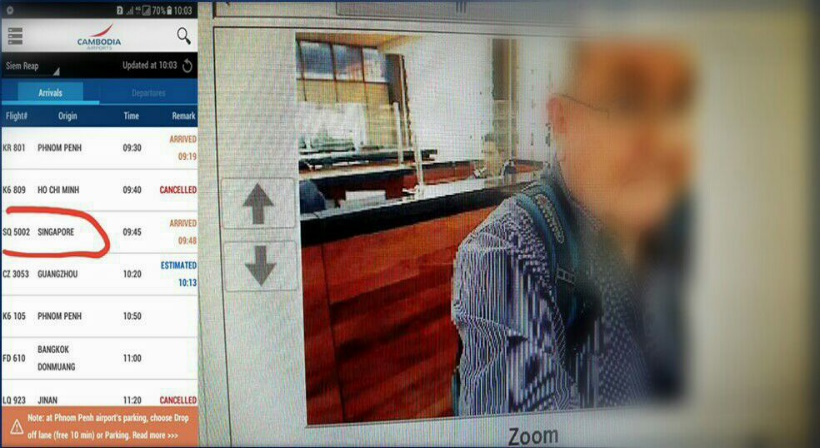 70% 10:03
CAMBODIA
AIRPORTS
Siem Reap Updated at 10:03
Arrivals Departures
Flight# Origin Time Remark
KR 801 PHNOM PENH 09:30 ARRIVED 09:19
K6 809 HO CHI MINH 09:40 CANCELLED
SQ 5002 SINGAPORE 09:45 ARRIVED 09:48
CZ 3053 GUANGZHOU 10:20 ESTIMATED 10:13
K6 105 PHNOM PENH 10:50
FD 610 BANGKOK DONMUANG 11:00
LQ 923 JINAN 11:20 CANCELLED
Note: at Phnom Penh airport's parking, choose Drop
off lane (free 10 min) or Parking. Read more >>>
Zoom